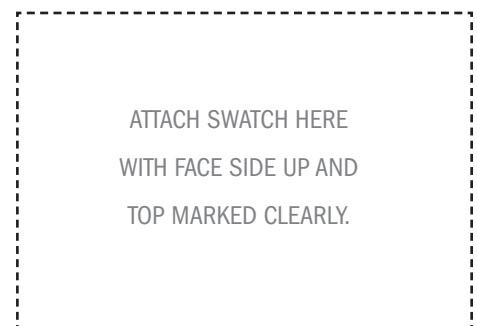 ATTACH SWATCH HERE
WITH FACE SIDE UP AND
TOP MARKED CLEARLY.